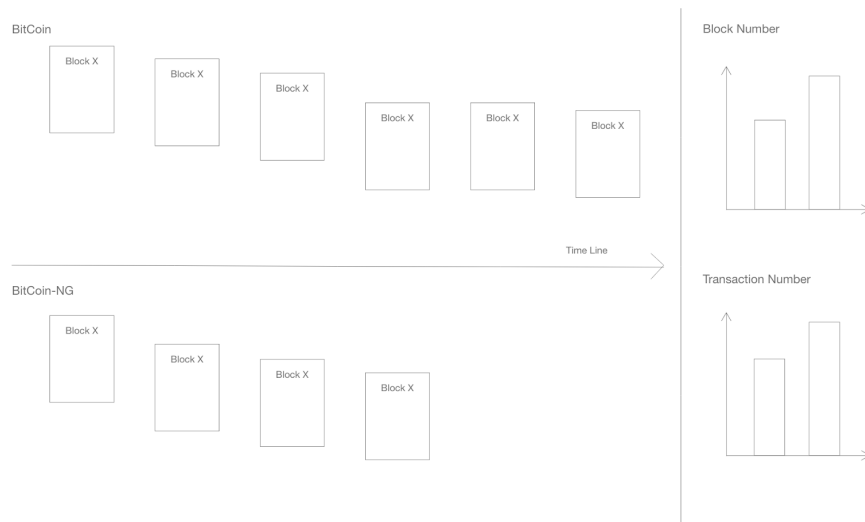 BitCoin
Block X
Block X
Block X
Block X
Block X
Block X
Time Line
BitCoin-NG
Block X
Block X
Block X
Block X
Block Number
Transaction Number